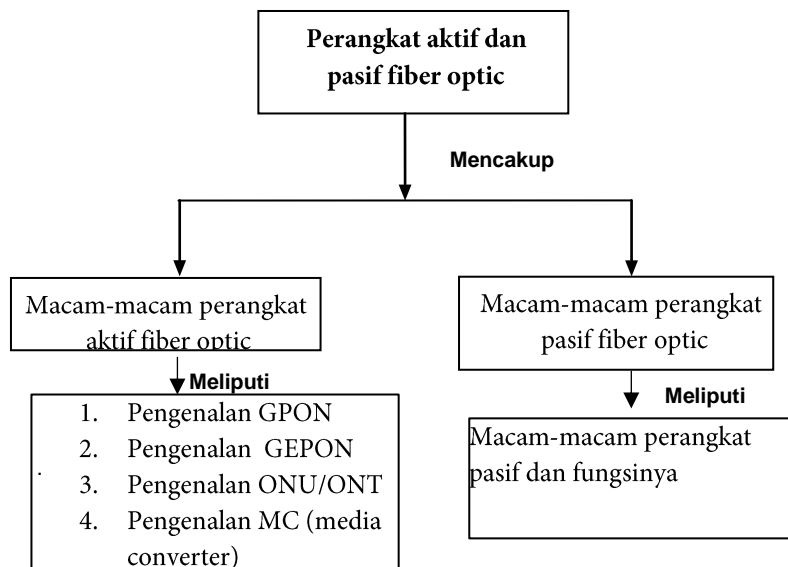 Perangkat aktif dan
pasif fiber optic
Mencakup
Macam-macam perangkat
aktif fiber optic
Meliputi
1. Pengenalan GPON
2. Pengenalan GEPON
3. Pengenalan ONU/ONT
4. Pengenalan MC (media
converter)
.
Macam-macam perangkat
pasif fiber optic
Meliputi
Macam-macam perangkat
pasif dan fungsinya